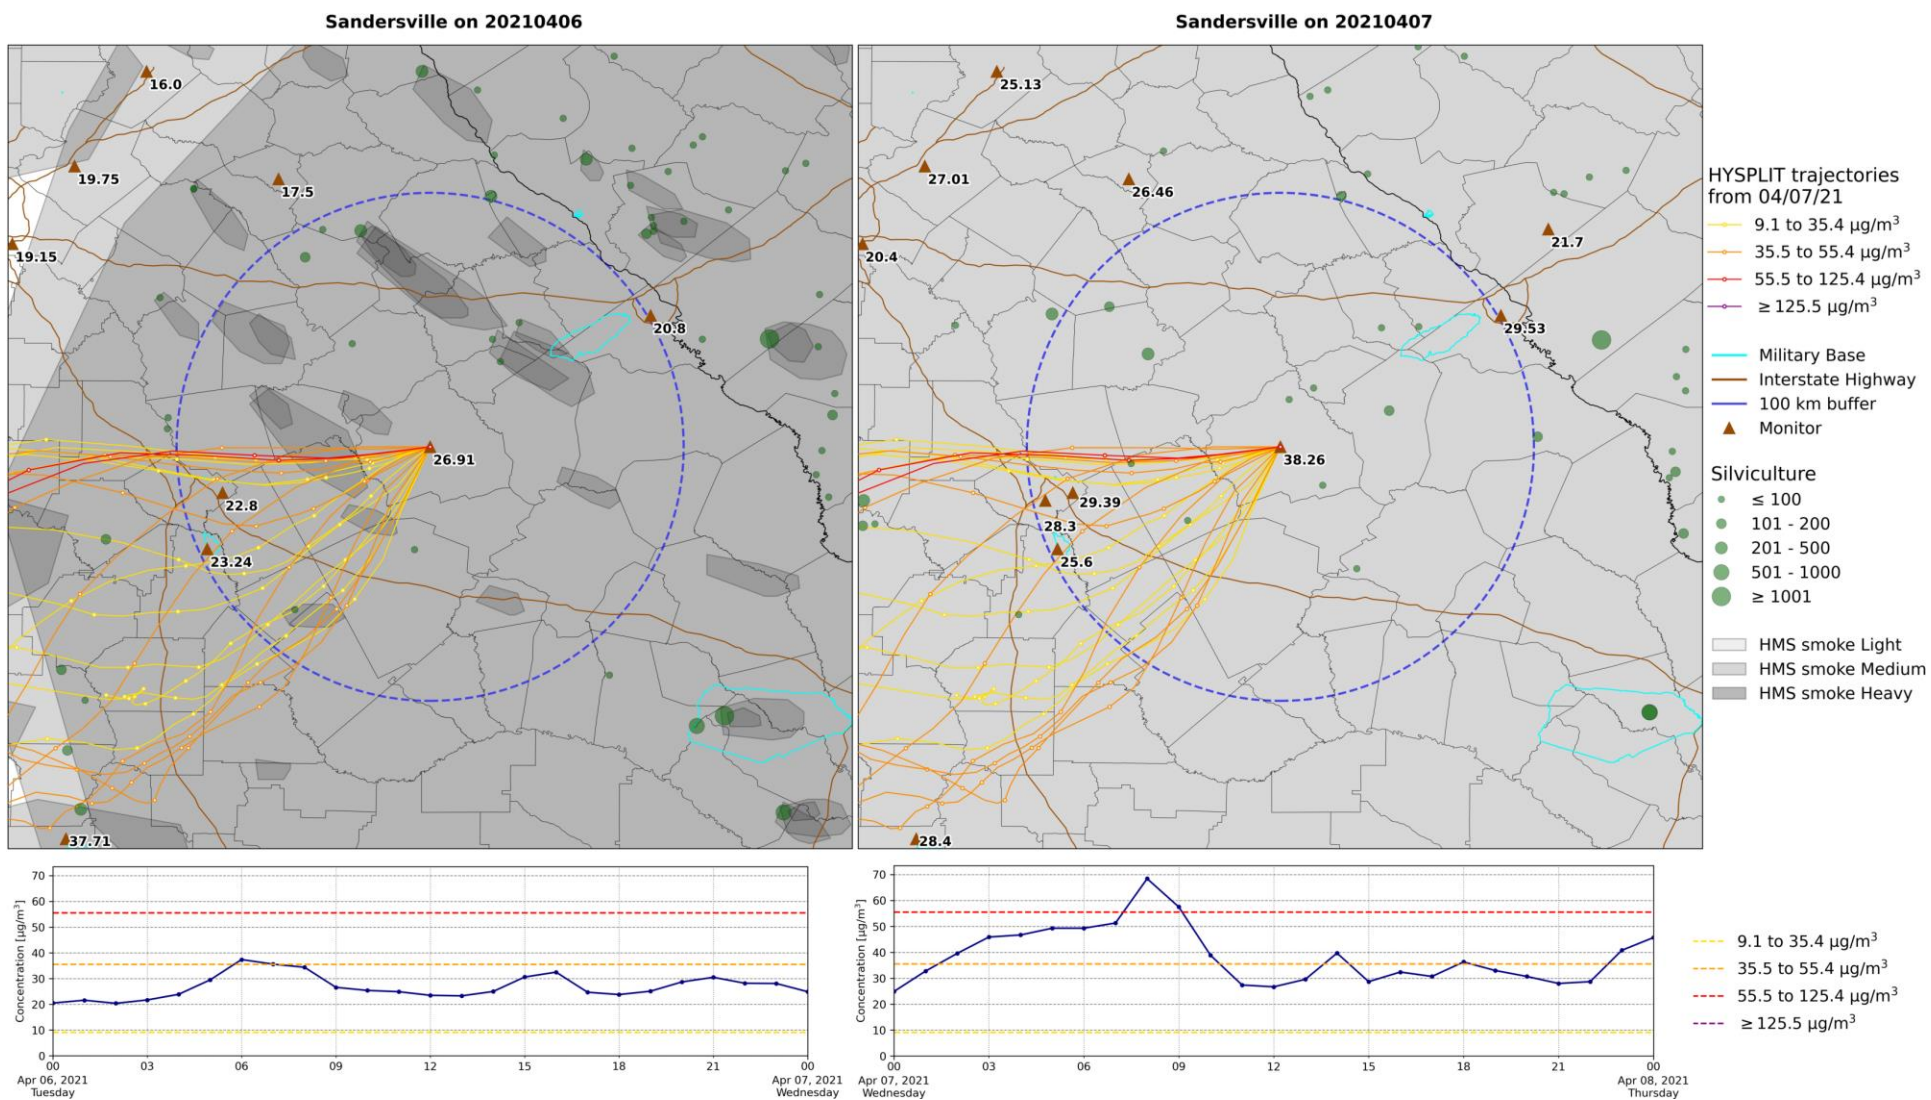 Sandersville on 20210406
Sandersville on 20210407
16.0
19.75
17.5
19.15
20.8
26.91
22.8
23.24
37.71
25.13
27.01
26.46
21.7
20.4
29.53
38.26
29.39
28.3
25.6
28.4
HYSPLIT trajectories
from 04/07/21
9.1 to 35.4 μg/m³
35.5 to 55.4 μg/m³
55.5 to 125.4 μg/m³
≥ 125.5 μg/m³
Military Base
Interstate Highway
100 km buffer
Monitor
Silviculture
≤ 100
101 - 200
201 - 500
501 - 1000
≥ 1001
HMS smoke Light
HMS smoke Medium
HMS smoke Heavy
Concentration [μg/m³]
70
60
50
40
30
20
10
0
00
03
06
09
12
15
18
21
00
Apr 06, 2021
Tuesday
Apr 07, 2021
Wednesday
Concentration [μg/m³]
70
60
50
40
30
20
10
0
00
03
06
09
12
15
18
21
00
Apr 07, 2021
Wednesday
Apr 08, 2021
Thursday
9.1 to 35.4 μg/m³
35.5 to 55.4 μg/m³
55.5 to 125.4 μg/m³
≥ 125.5 μg/m³